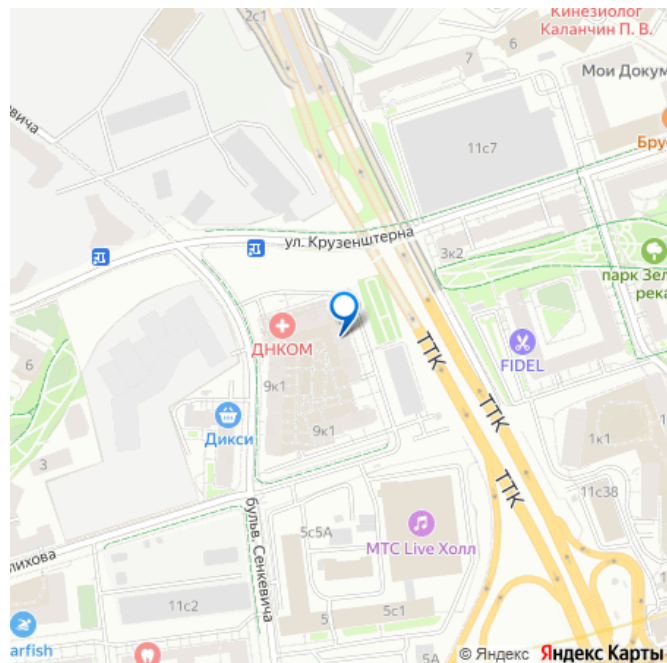 2с1
Кинезиолог
Каланчин П. В.
7
6
Мои Докум
11с7
Бру
евича
ул. Крузенштерна
3к2
парк Зел
река
ДНКОМ
ТТК
FIDEL
6
9к1
9к1
ТТК
Дикси
1к1
3
11с38
ТТК
5с5А
МТС Live Холл
лихова
бульв. Сенкевича
11с2
5
5с1
5А
arfish
© Яндекс Яндекс Карты